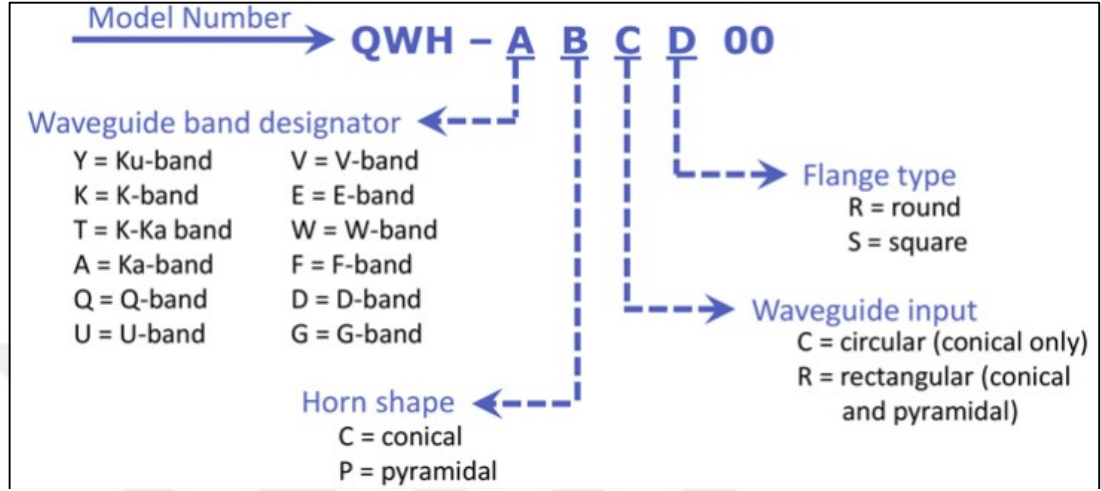 Model Number
QWH – A B C D 00
Waveguide band designator
Y = Ku-band
K = K-band
T = K-Ka band
A = Ka-band
Q = Q-band
U = U-band
V = V-band
E = E-band
W = W-band
F = F-band
D = D-band
G = G-band
Flange type
R = round
S = square
Waveguide input
C = circular (conical only)
R = rectangular (conical
and pyramidal)
Horn shape
C = conical
P = pyramidal